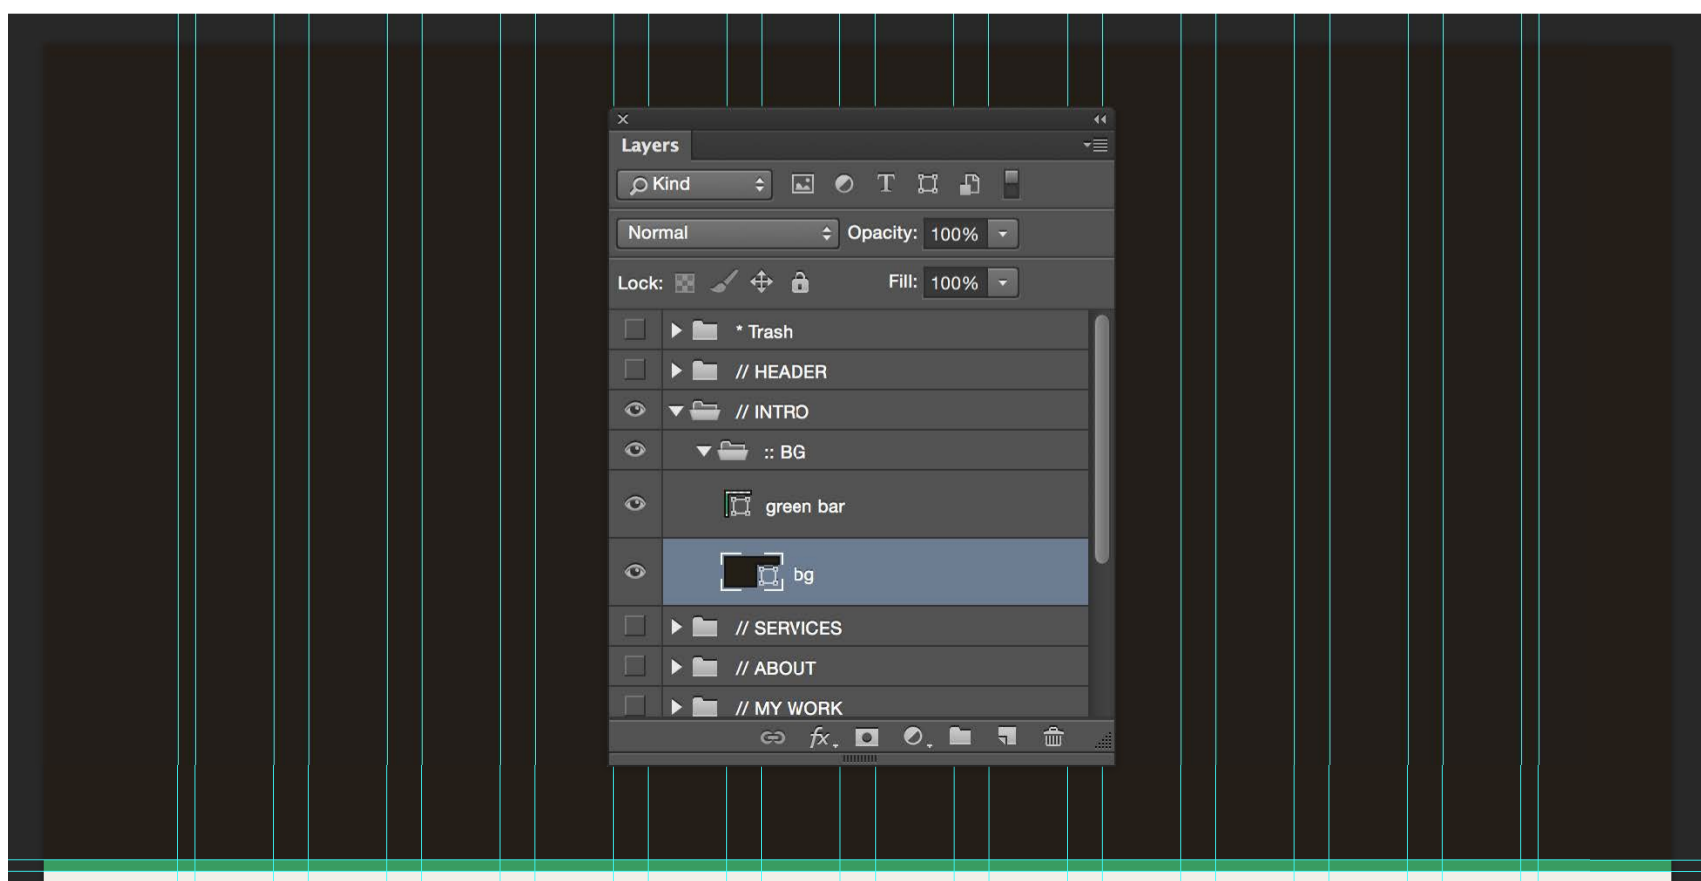 Layers
Kind
Normal Opacity: 100%
Lock: Fill: 100%
* Trash
// HEADER
// INTRO
:: BG
green bar
bg
// SERVICES
// ABOUT
// MY WORK
fx